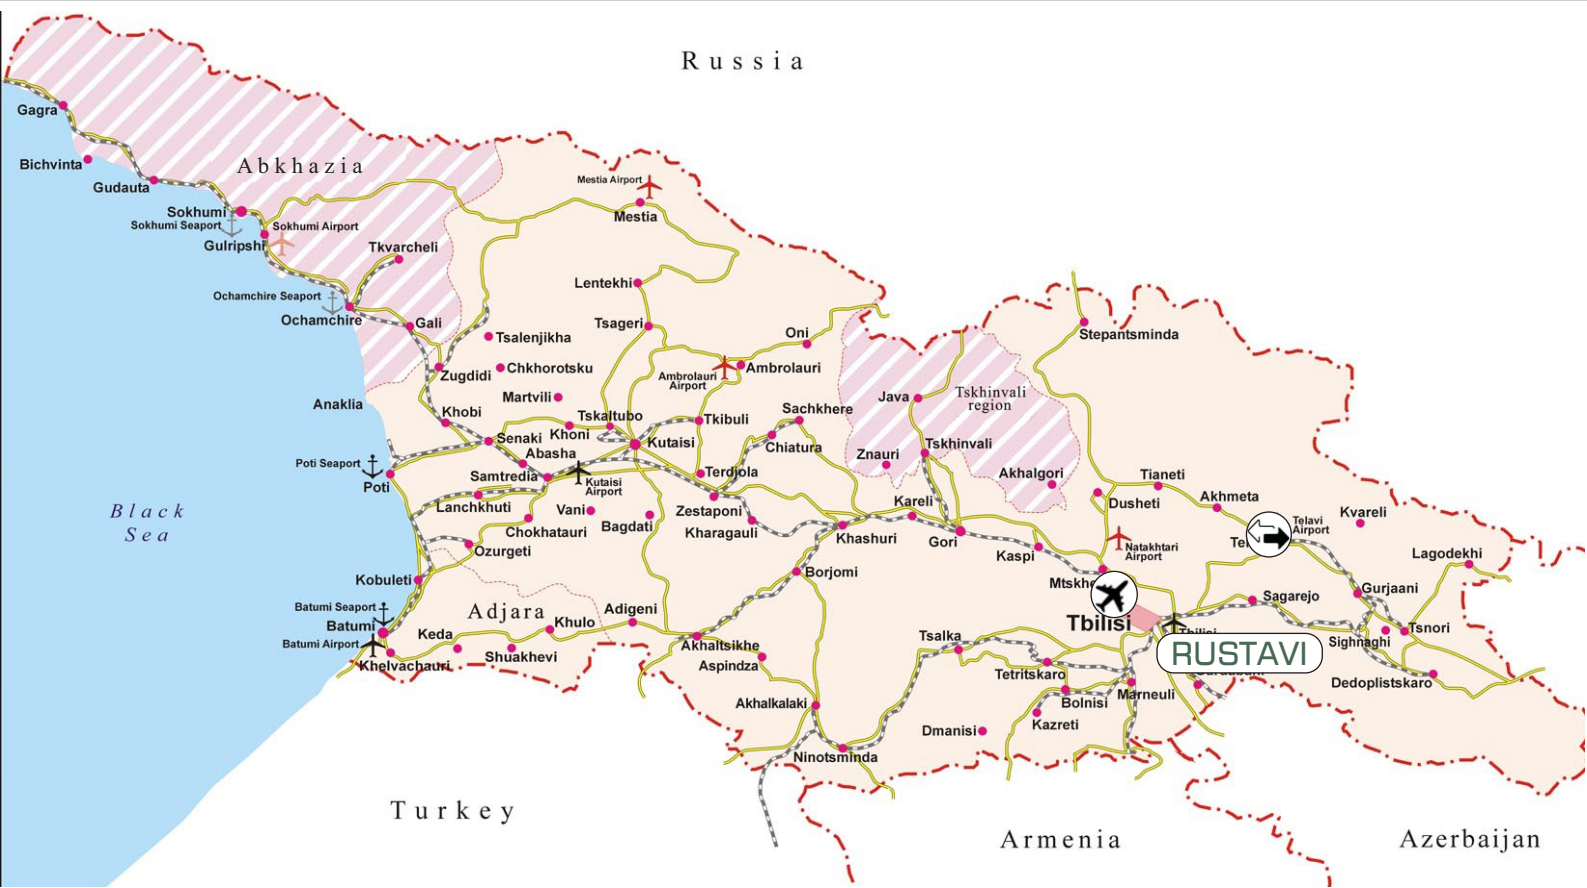 Russia
Gagra
Bichvinta
Abkhazia
Gudauta
Mestia Airport
Sokhumi
Mestia
Sokhumi Seaport
Sokhumi Airport
Gulripshi
Tkvarcheli
Lentekhi
Ochamchire Seaport
Ochamchire
Gali
Tsageri
Oni
Stepantsminda
Tsalenjikha
Zugdidi
Chkhorotsku
Ambrolauri
Ambrolauri
Airport
Martvili
Java
Tskhinvali
region
Anaklia
Khobi
Tskaltubo
Tkibuli
Sachkhere
Khoni
Senaki
Kutaisi
Chiatura
Tskhinvali
Abasha
Znauri
Poti Seaport
Poti
Samtredia
Kutaisi
Airport
Terdjola
Akhalgori
Tianeti
Dusheti
Akhmeta
Lanchkhuti
Vani
Bagdati
Zestaponi
Kareli
Kvareli
Black
Sea
Chokhatauri
Kharagauli
Khashuri
Gori
Telavi
Airport
Ozurgeti
Kaspi
Natakhtari
Airport
Lagodekhi
Kobuleti
Borjomi
Gurjaani
Batumi Seaport
Adjara
Adigeni
Sagarejo
Batumi
Keda
Khulo
Tbilisi
Tsnori
Batumi Airport
Akhaltsikhe
Tsalka
Sighnaghi
Khelvachauri
Shuakhevi
Aspindza
RUSTAVI
Tetritskaro
Marneuli
Dedoplistskaro
Akhalkalaki
Bolnisi
Kazreti
Dmanisi
Ninotsminda
Turkey
Armenia
Azerbaijan